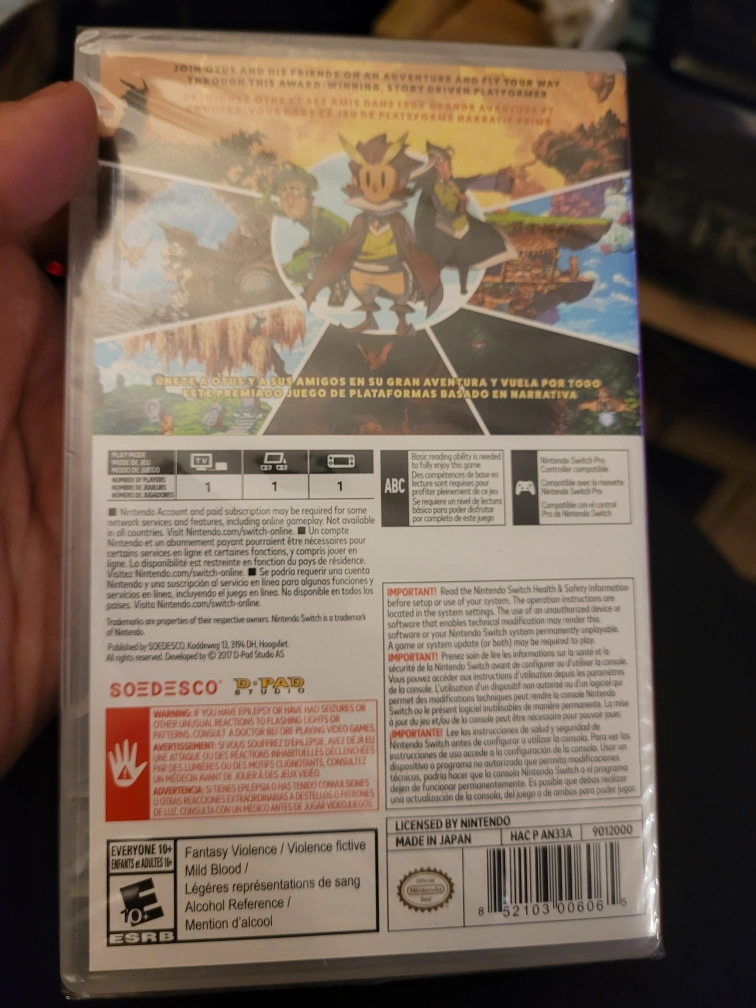 JOIN OTUS AND HIS FRIENDS ON AN ADVENTURE AND FLY YOUR WAY
THROUGH THIS AWARD-WINNING, STORY DRIVEN PLATFORMER
REJOIGNEZ OTUS ET SES AMIS DANS LEUR GRANDE AVENTURE ET
ENVOLEZ-VOUS DANS CE JEU DE PLATEFORME NARRATIF PRIMÉ
ÚNETE A OTUS Y A SUS AMIGOS EN SU GRAN AVENTURA Y VUELA POR TODO
ESTE PREMIADO JUEGO DE PLATAFORMAS BASADO EN NARRATIVA
PLAY MODE
MODE DE JEU
MODO DE JUEGO
TV
NUMBER OF PLAYERS
NOMBRE DE JOUEURS
NÚMERO DE JUGADORES
1
1
1
ABC
Basic reading ability is needed
to fully enjoy this game
Des compétences de base en
lecture sont requises pour
profiter pleinement de ce jeu
Se requiere un nivel de lectura
básico para poder disfrutar
por completo de este juego
Nintendo Switch Pro
Controller compatible
Compatible avec la manette
Nintendo Switch Pro
Compatible con el control
Pro de Nintendo Switch
■ Nintendo Account and paid subscription may be required for some
network services and features, including online gameplay. Not available
in all countries. Visit Nintendo.com/switch-online. ■ Un compte
Nintendo et un abonnement payant pourraient être nécessaires pour
certains services en ligne et certaines fonctions, y compris jouer en
ligne. La disponibilité est restreinte en fonction du pays de résidence.
Visitez Nintendo.com/switch-online. ■ Se podría requerir una cuenta
Nintendo y una suscripción al servicio en línea para algunas funciones y
servicios en línea, incluyendo el juego en línea. No disponible en todos los
países. Visita Nintendo.com/switch-online.
Trademarks are properties of their respective owners. Nintendo Switch is a trademark
of Nintendo.
Published by SOEDESCO, Koddeweg 13, 3194 DH, Hoogvliet.
All rights reserved. Developed by © 2017 D-Pad Studio AS
SOEDESCO
D-PAD
STUDIO
WARNING: IF YOU HAVE EPILEPSY OR HAVE HAD SEIZURES OR
OTHER UNUSUAL REACTIONS TO FLASHING LIGHTS OR
PATTERNS, CONSULT A DOCTOR BEFORE PLAYING VIDEO GAMES.
AVERTISSEMENT: SI VOUS SOUFFREZ D'ÉPILEPSIE, AVEZ DÉJÀ EU
UNE ATTAQUE OU DES RÉACTIONS INHABITUELLES DÉCLENCHÉES
PAR DES LUMIÈRES OU DES MOTIFS CLIGNOTANTS, CONSULTEZ
UN MÉDECIN AVANT DE JOUER À DES JEUX VIDÉO.
ADVERTENCIA: SI TIENES EPILEPSIA O HAS TENIDO CONVULSIONES
U OTRAS REACCIONES EXTRAORDINARIAS A DESTELLOS O PATRONES
DE LUZ, CONSULTA CON UN MÉDICO ANTES DE JUGAR VIDEOJUEGOS.
IMPORTANT! Read the Nintendo Switch Health & Safety Information
before setup or use of your system. The operation instructions are
located in the system settings. The use of an unauthorized device or
software that enables technical modification may render this
software or your Nintendo Switch system permanently unplayable.
A game or system update (or both) may be required to play.
IMPORTANT! Prenez soin de lire les informations sur la santé et la
sécurité de la Nintendo Switch avant de configurer ou d'utiliser la console.
Vous pouvez accéder aux instructions d'utilisation depuis les paramètres
de la console. L'utilisation d'un dispositif non autorisé ou d'un logiciel qui
permet des modifications techniques peut rendre la console Nintendo
Switch ou le présent logiciel inutilisables de manière permanente. La mise
à jour du jeu et/ou de la console peut être nécessaire pour pouvoir jouer.
¡IMPORTANTE! Lee las instrucciones de salud y seguridad de
Nintendo Switch antes de configurar o utilizar la consola. Para ver las
instrucciones de uso accede a la configuración de la consola. Usar un
dispositivo o programa no autorizado que permita modificaciones
técnicas, podría hacer que la consola Nintendo Switch o el programa
dejen de funcionar permanentemente. Es posible que debas realizar
una actualización de la consola, del juego o de ambos para poder jugar.
EVERYONE 10+
ENFANTS et ADULTES 10+
E
10+
ESRB
Fantasy Violence / Violence fictive
Mild Blood /
Légères représentations de sang
Alcohol Reference /
Mention d'alcool
LICENSED BY NINTENDO
MADE IN JAPAN
HAC P AN33A
9012000
Official
Nintendo
Seal
8 52103 00606 5